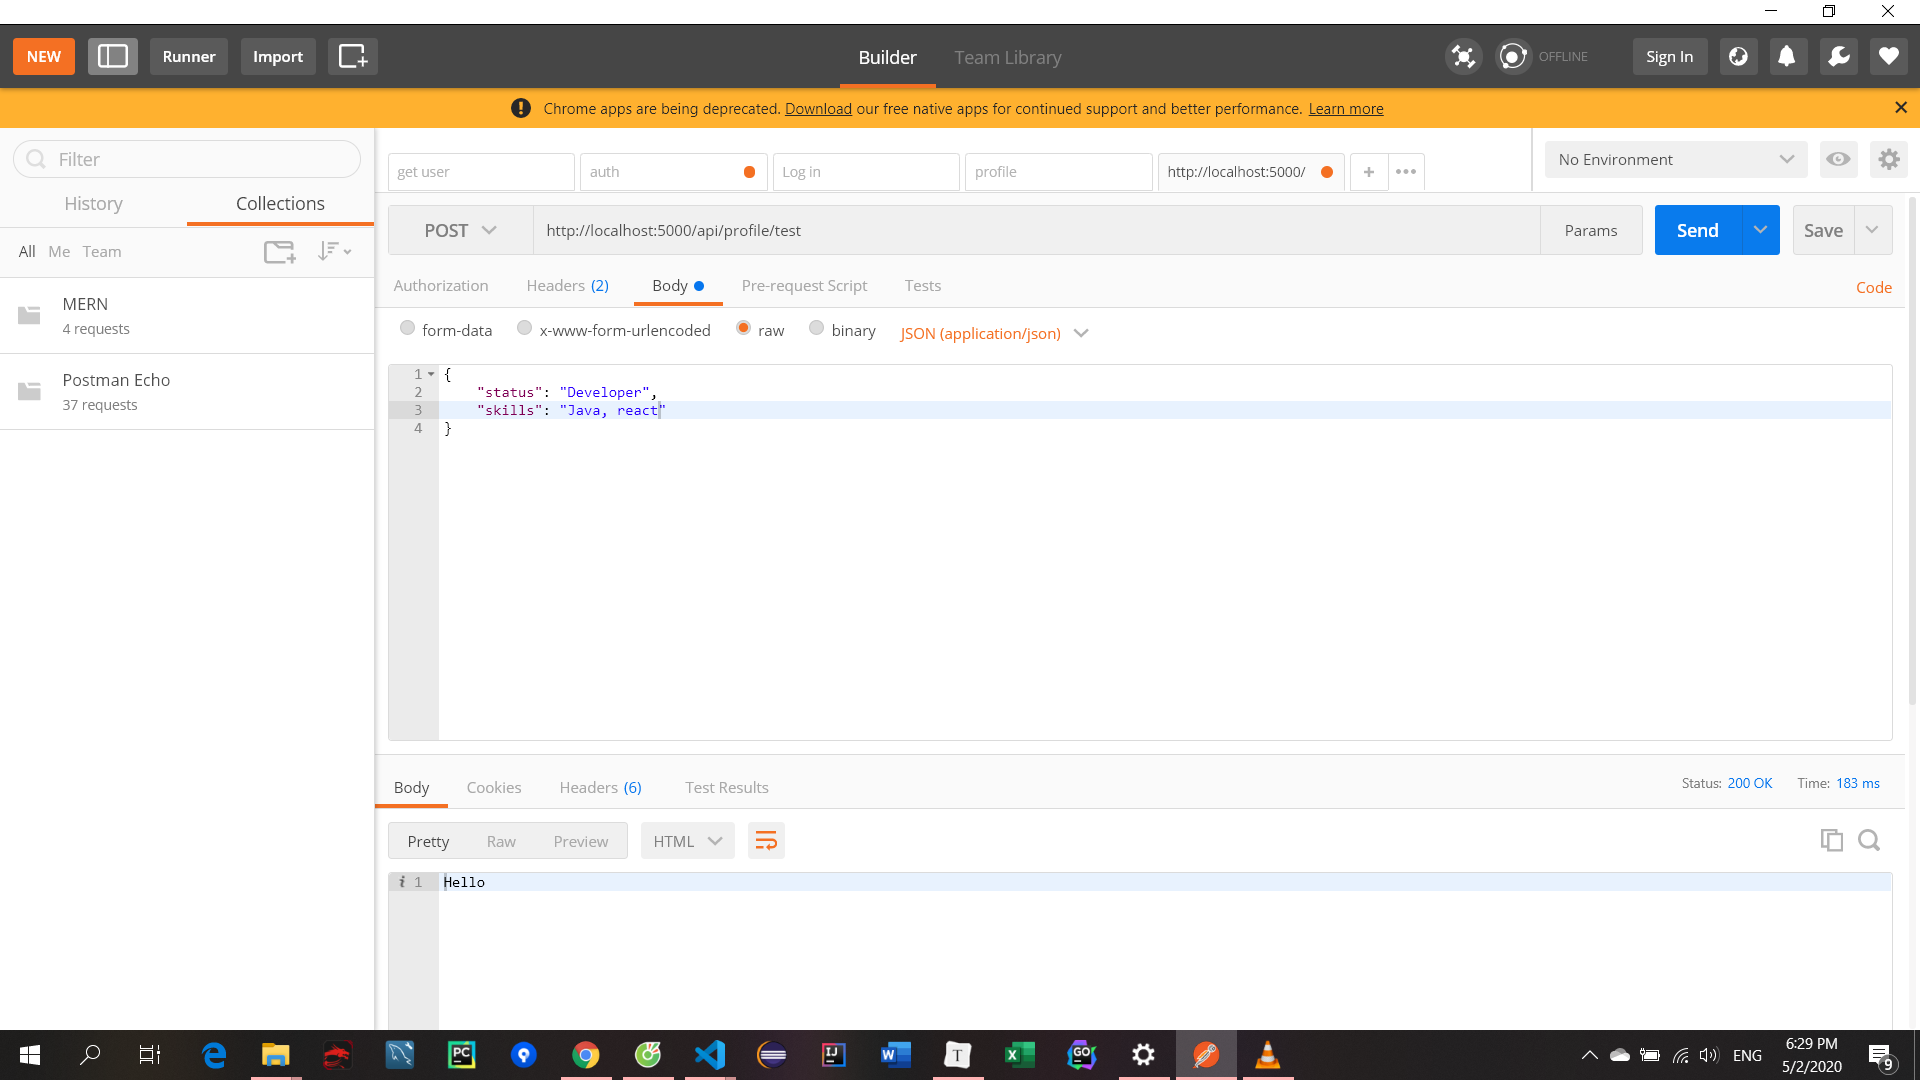 NEW
Runner
Import
Builder
Team Library
OFFLINE
Sign In
Chrome apps are being deprecated. Download our free native apps for continued support and better performance. Learn more
Filter
History
Collections
All Me Team
MERN
4 requests
Postman Echo
37 requests
get user
auth
Log in
profile
http://localhost:5000/
No Environment
POST
http://localhost:5000/api/profile/test
Params
Send
Save
Authorization
Headers (2)
Body
Pre-request Script
Tests
Code
form-data
x-www-form-urlencoded
raw
binary
JSON (application/json)
1 {
2 "status": "Developer",
3 "skills": "Java, react"
4 }
Body
Cookies
Headers (6)
Test Results
Status: 200 OK
Time: 183 ms
Pretty
Raw
Preview
HTML
i 1 Hello
PC
IJ
W
T
X
GO
ENG
6:29 PM
5/2/2020
9